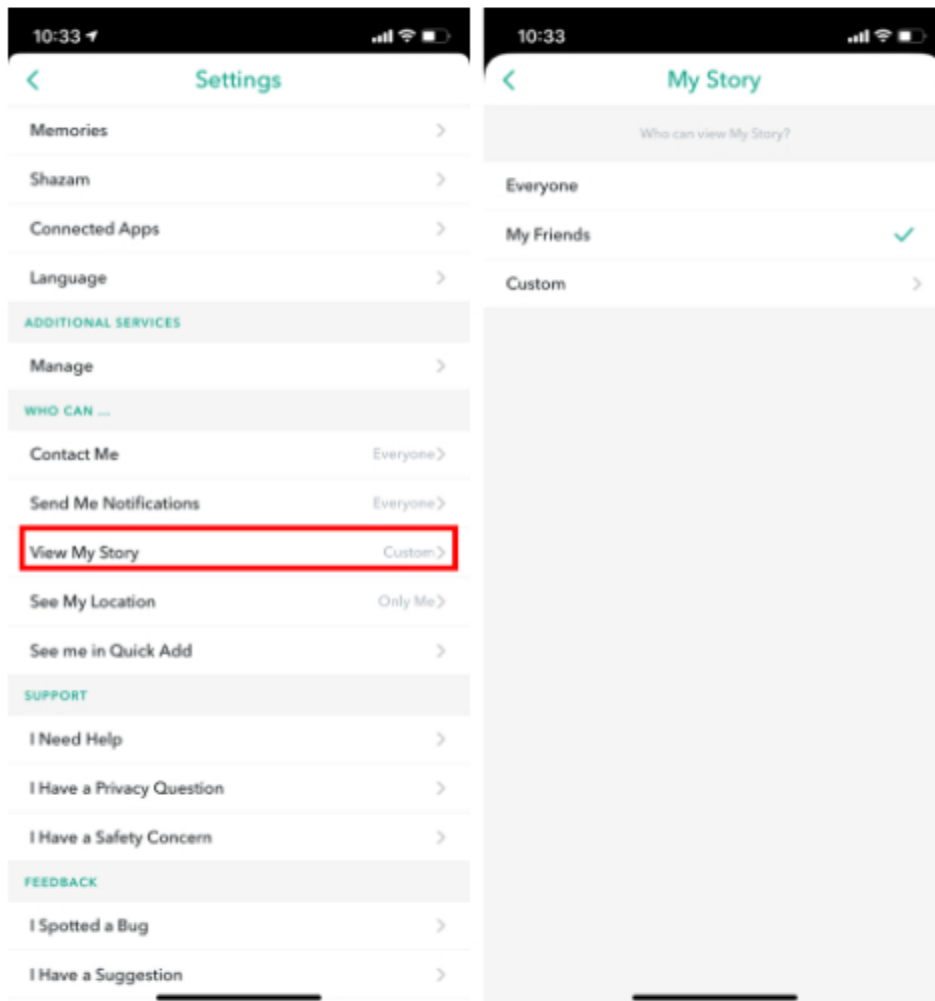 10:33
Settings
Memories
Shazam
Connected Apps
Language
ADDITIONAL SERVICES
Manage
WHO CAN ...
Contact Me Everyone
Send Me Notifications Everyone
View My Story Custom
See My Location Only Me
See me in Quick Add
SUPPORT
I Need Help
I Have a Privacy Question
I Have a Safety Concern
FEEDBACK
I Spotted a Bug
I Have a Suggestion
10:33
My Story
Who can view My Story?
Everyone
My Friends
Custom